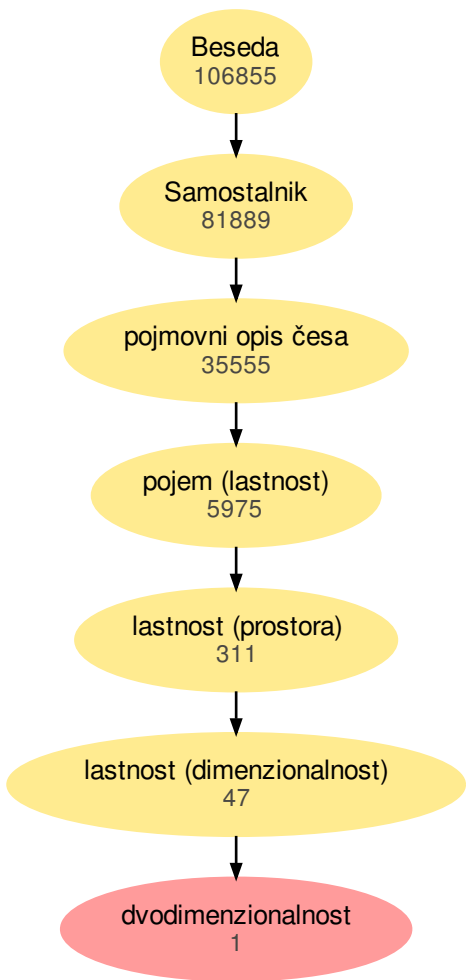 Beseda
106855
Samostalnik
81889
pojmovni opis česa
35555
pojem (lastnost)
5975
lastnost (prostora)
311
lastnost (dimenzionalnost)
47
dvodimenzionalnost
1